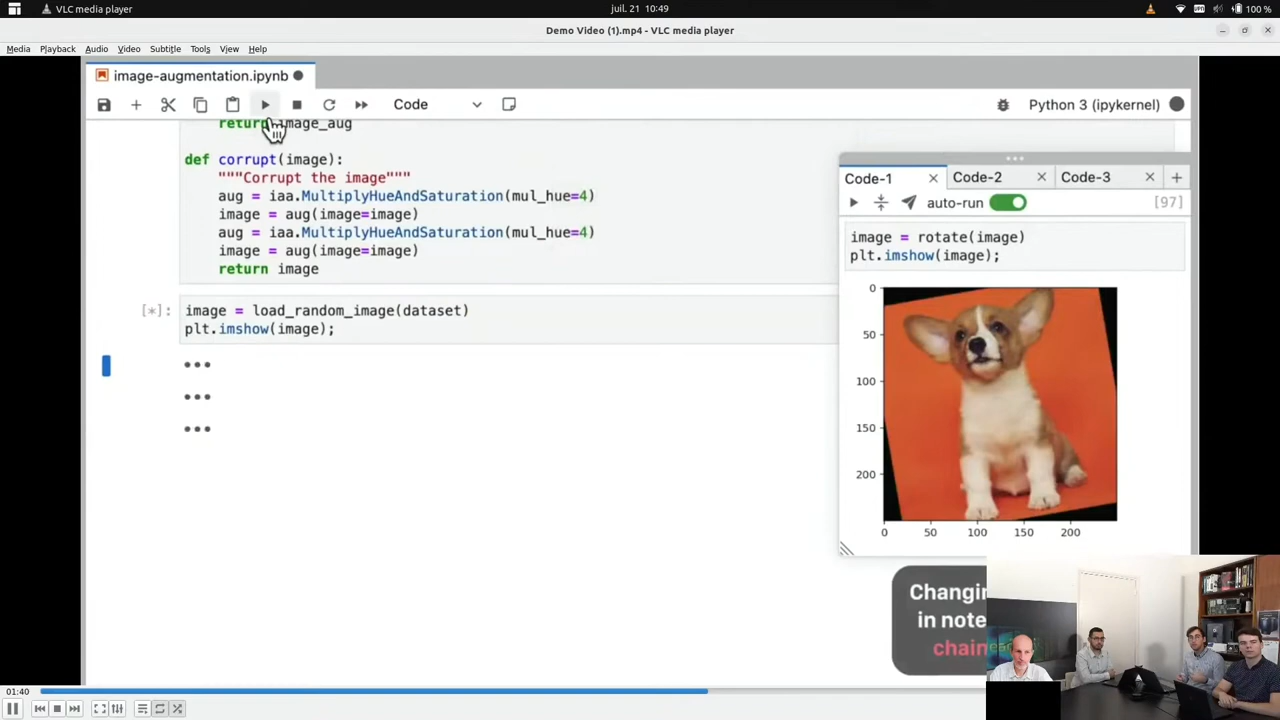 VLC media player
juil. 21 10:49
100 %
Demo Video (1).mp4 - VLC media player
Media Playback Audio Video Subtitle Tools View Help
image-augmentation.ipynb
Code
Python 3 (ipykernel)
return image_aug
def corrupt(image):
"""Corrupt the image"""
aug = iaa.MultiplyHueAndSaturation(mul_hue=4)
image = aug(image=image)
aug = iaa.MultiplyHueAndSaturation(mul_hue=4)
image = aug(image=image)
return image
[*]: image = load_random_image(dataset)
plt.imshow(image);
Code-1 Code-2 Code-3
auto-run [97]
image = rotate(image)
plt.imshow(image);
0
50
100
150
200
0 50 100 150 200
Changin
in note
chain
01:40